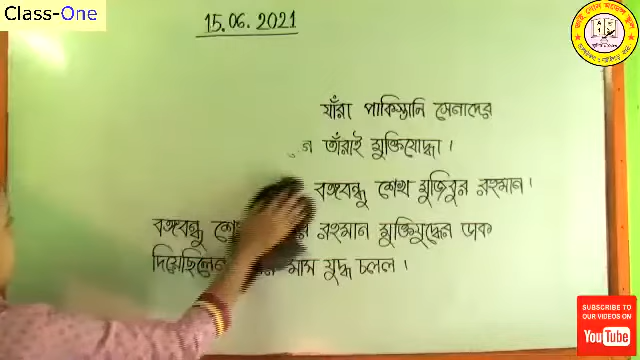 Class-One
15.06.2021
যাঁরা পাকিস্তানি সেনাদের
ন তাঁরাই মুক্তিযোদ্ধা।
বঙ্গবন্ধু শেখ মুজিবুর রহমান।
বঙ্গবন্ধু রহমান মুক্তিযুদ্ধের ডাক
দিয়েছিলেন মাস যুদ্ধ চলল।
SUBSCRIBE TO
OUR VIDEOS ON
YouTube